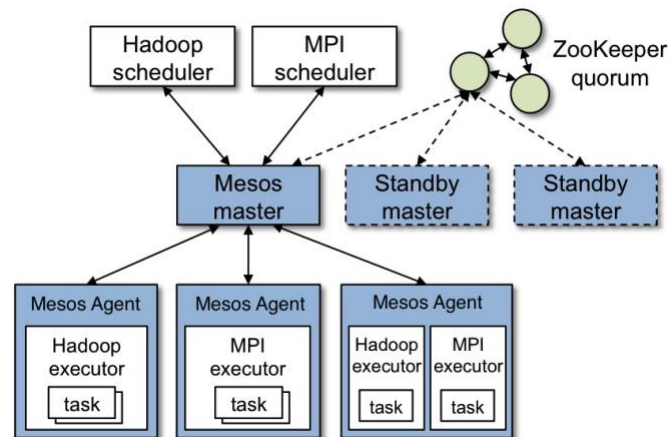 Hadoop
scheduler
MPI
scheduler
ZooKeeper
quorum
Mesos
master
Standby
master
Standby
master
Mesos Agent
Hadoop
executor
task
Mesos Agent
MPI
executor
task
Mesos Agent
Hadoop
executor
task
MPI
executor
task